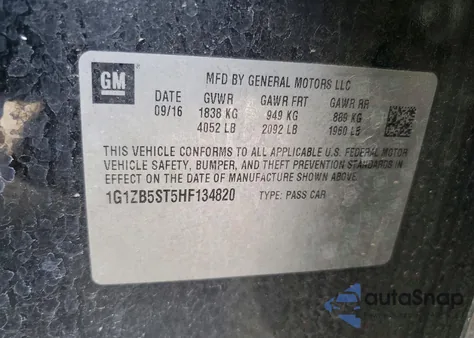 GM
MFD BY GENERAL MOTORS LLC
DATE GVWR GAWR FRT GAWR RR
09/16 1838 KG 949 KG 889 KG
4052 LB 2092 LB 1960 LB
THIS VEHICLE CONFORMS TO ALL APPLICABLE U.S. FEDERAL MOTOR
VEHICLE SAFETY, BUMPER, AND THEFT PREVENTION STANDARDS
IN EFFECT ON THE DATE OF MANUFACTURE SHOWN ABOVE.
1G1ZB5ST5HF134820 TYPE: PASS CAR
autoSnap